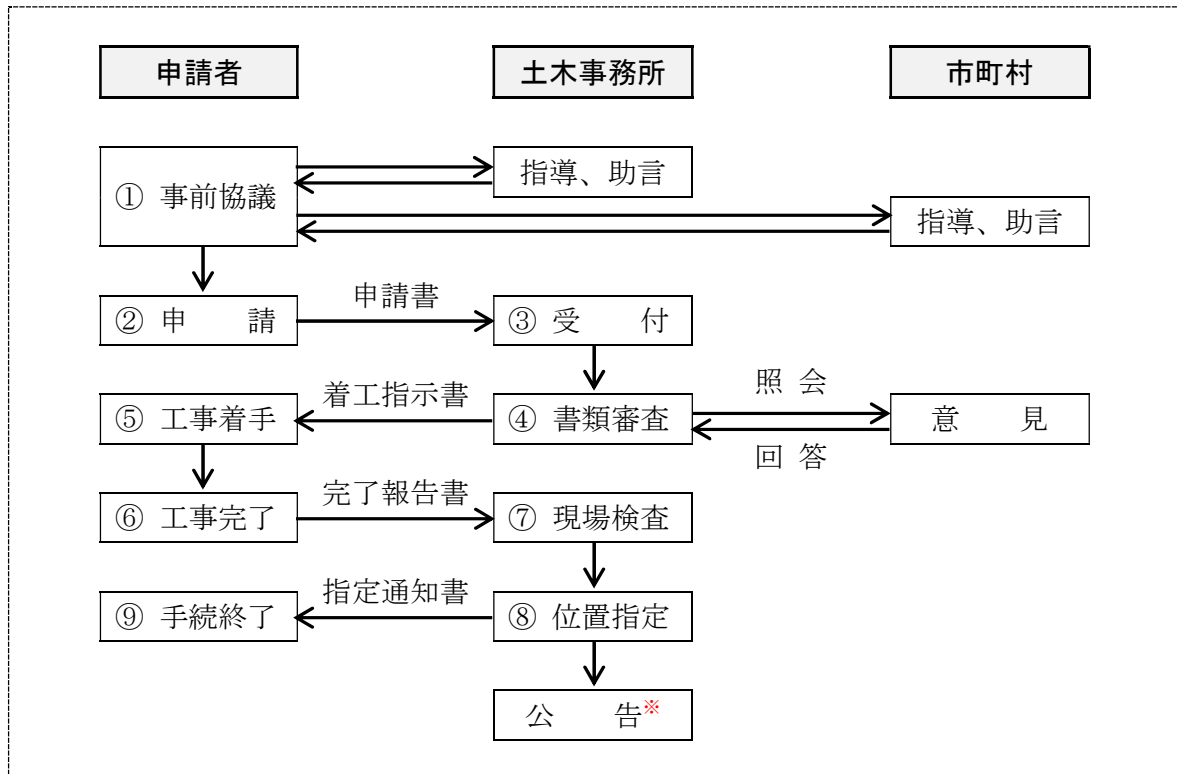 申請者
土木事務所
市町村
① 事前協議
指導、助言
指導、助言
② 申　　請
申請書
③ 受　　付
⑤ 工事着手
着工指示書
④ 書類審査
照 会
回 答
意　　見
⑥ 工事完了
完了報告書
⑦ 現場検査
⑨ 手続終了
指定通知書
⑧ 位置指定
公　　告※